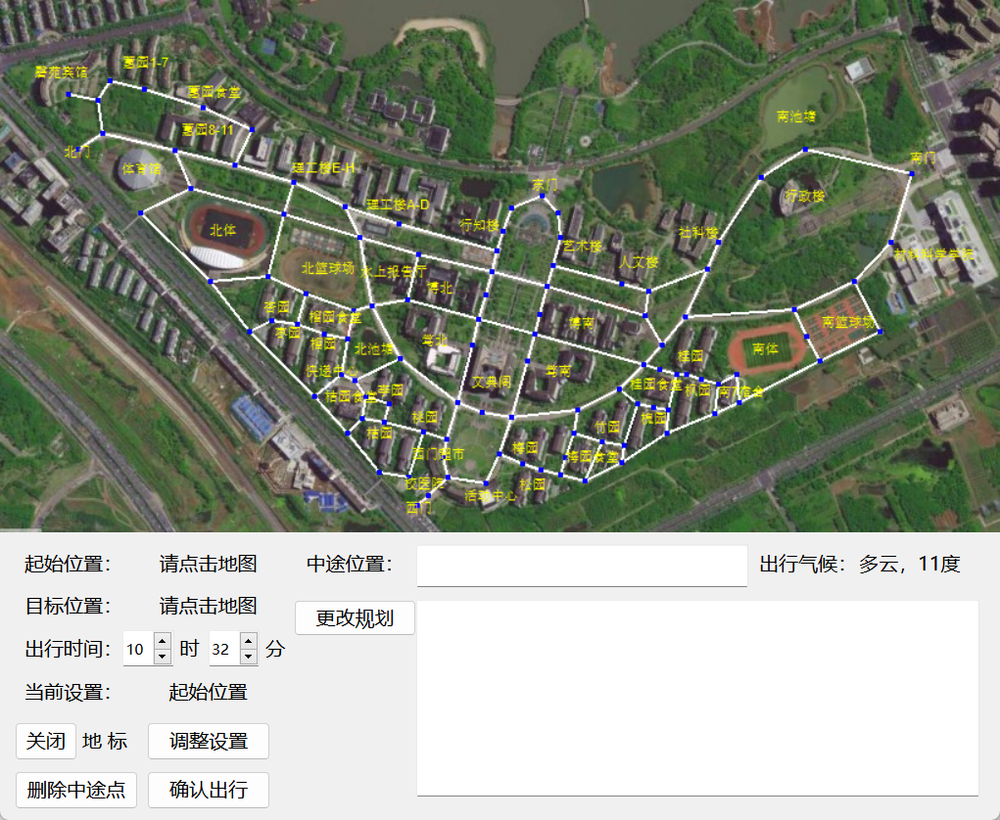 馨苑宾馆
蕙园1-7
蕙园食堂
蕙园8-11
北门
体育馆
理工楼E-H
理工楼A-D
东门
行知楼
南池塘
南门
行政楼
社科楼
艺术楼
人文楼
材料科学学院
北体
北篮球场
水上报告厅
博北
杏园
榴园食堂
李园
榴园
北池塘
笃北
博南
南篮球场
南体
桂园
快递中心
文典阁
笃南
桔园食堂
枣园
桂园食堂
枫园
南7宿舍
桃园
桔园
竹园
榧园
西门超市
梅园
梅园食堂
校医院
活动中心
松园
西门
起始位置：
请点击地图
中途位置：
出行气候：
多云，11度
目标位置：
请点击地图
更改规划
出行时间：
10
时
32
分
当前设置：
起始位置
关闭
地 标
调整设置
删除中途点
确认出行